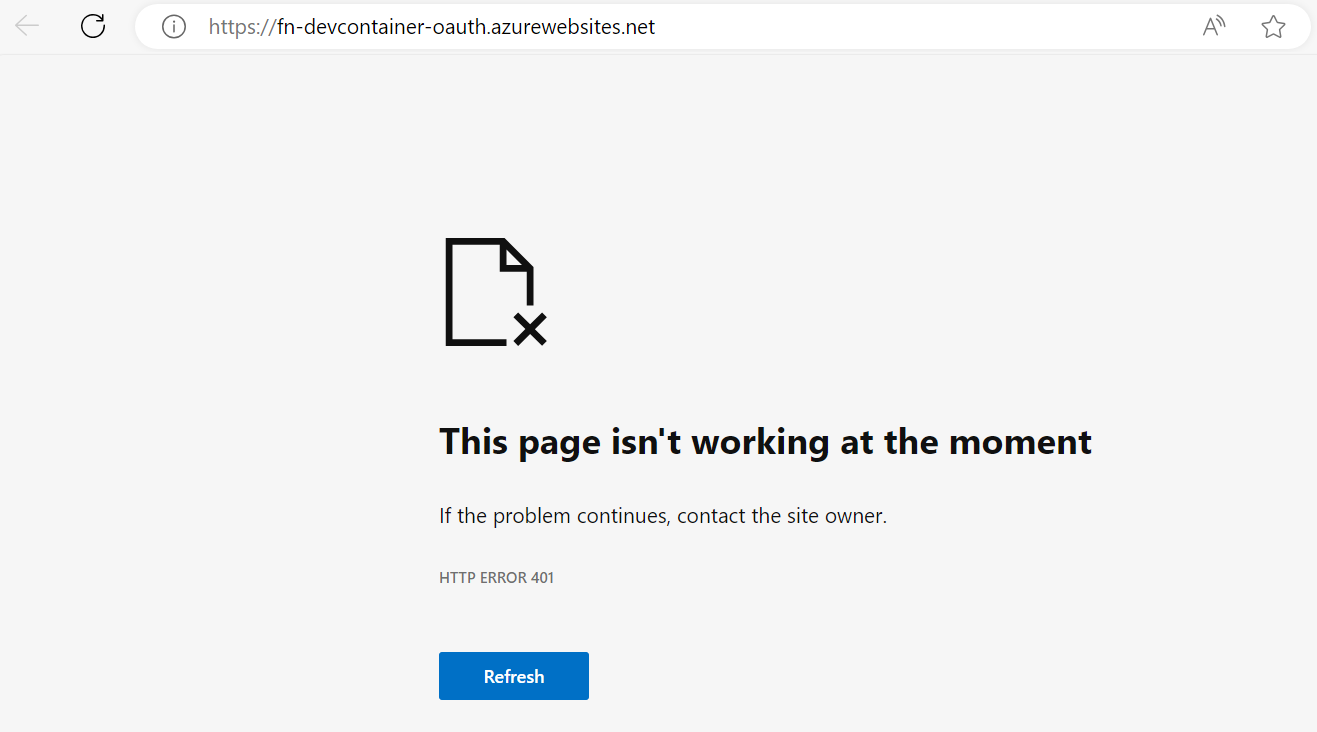 https://fn-devcontainer-oauth.azurewebsites.net
This page isn't working at the moment
If the problem continues, contact the site owner.
HTTP ERROR 401
Refresh